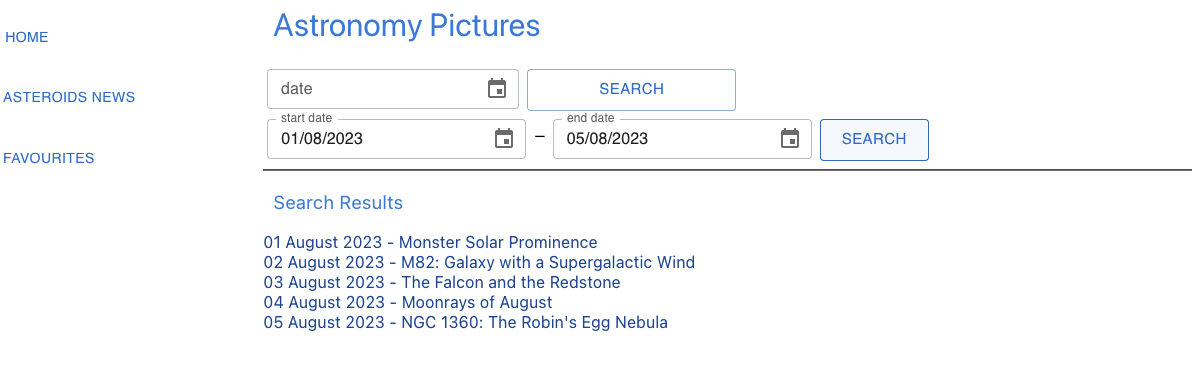 Astronomy Pictures
HOME
ASTEROIDS NEWS
FAVOURITES
date
SEARCH
start date
01/08/2023
–
end date
05/08/2023
SEARCH
Search Results
01 August 2023 - Monster Solar Prominence
02 August 2023 - M82: Galaxy with a Supergalactic Wind
03 August 2023 - The Falcon and the Redstone
04 August 2023 - Moonrays of August
05 August 2023 - NGC 1360: The Robin's Egg Nebula